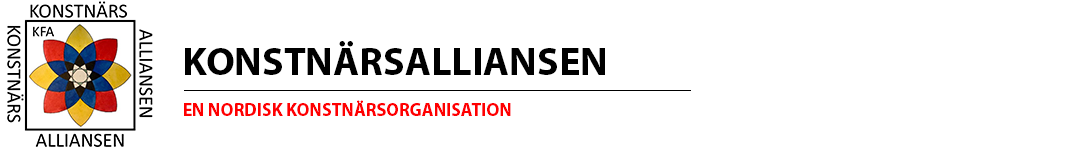 KONSTNÄRS
KFA
KONSTNÄRS
ALLIANSEN
ALLIANSEN
KONSTNÄRSALLIANSEN
EN NORDISK KONSTNÄRSORGANISATION